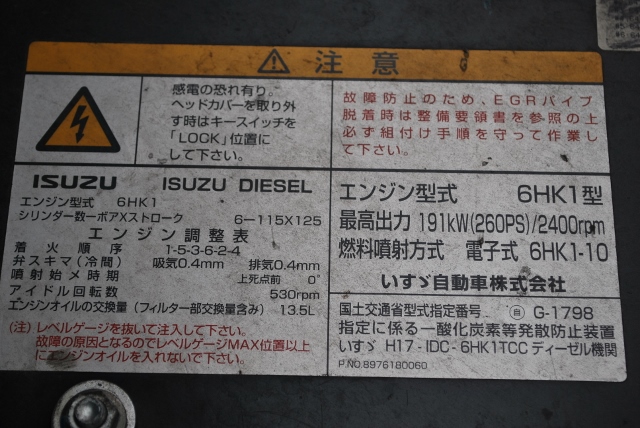 注意
感電の恐れ有り。
ヘッドカバーを取り外
す時はキースイッチを
「LOCK」位置に
して下さい。
故障防止のため、EGRパイプ
脱着時は整備要領書を参照の上
必ず組付け手順を守って作業し
て下さい。
ISUZU ISUZU DIESEL
エンジン型式 6HK1
シリンダー数ーボアXストローク 6-115X125
エンジン調整表
着火順序 1-5-3-6-2-4
弁スキマ(冷間) 吸気0.4mm 排気0.4mm
噴射始メ時期 上死点前 0°
アイドル回転数 530rpm
エンジンオイルの交換量(フィルター部交換量含み) 13.5L
(注)レベルゲージを抜いて注入して下さい。
故障の原因となるのでレベルゲージMAX位置以上
にエンジンオイルを入れないで下さい。
エンジン型式 6HK1型
最高出力 191kW(260PS)/2400rpm
燃料噴射方式 電子式 6HK1-10
いすゞ自動車株式会社
国土交通省型式指定番号 自 G-1798
指定に係る一酸化炭素等発散防止装置
いすゞ H17-IDC-6HK1TCC ディーゼル機関
P.NO.8976180060